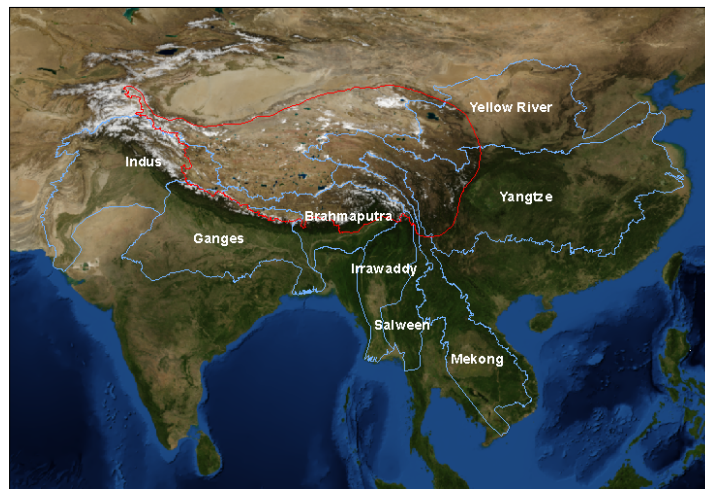 Yellow River
Indus
Yangtze
Brahmaputra
Ganges
Irrawaddy
Salween
Mekong